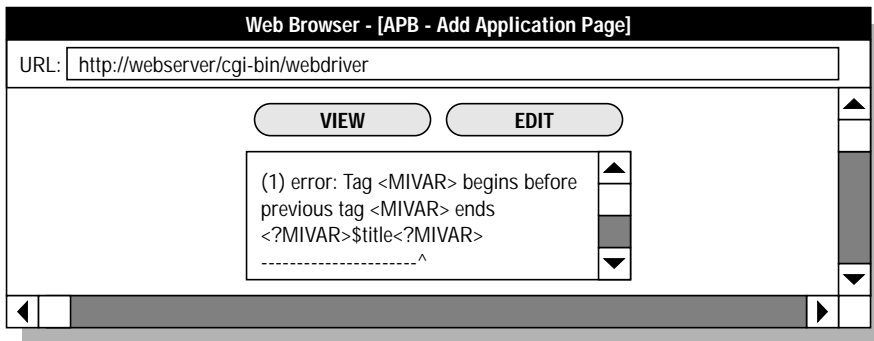 Web Browser - [APB - Add Application Page]
URL: http://webserver/cgi-bin/webdriver
VIEW EDIT
(1) error: Tag <MIVAR> begins before
previous tag <MIVAR> ends
<?MIVAR>$title<?MIVAR>
----------------------^